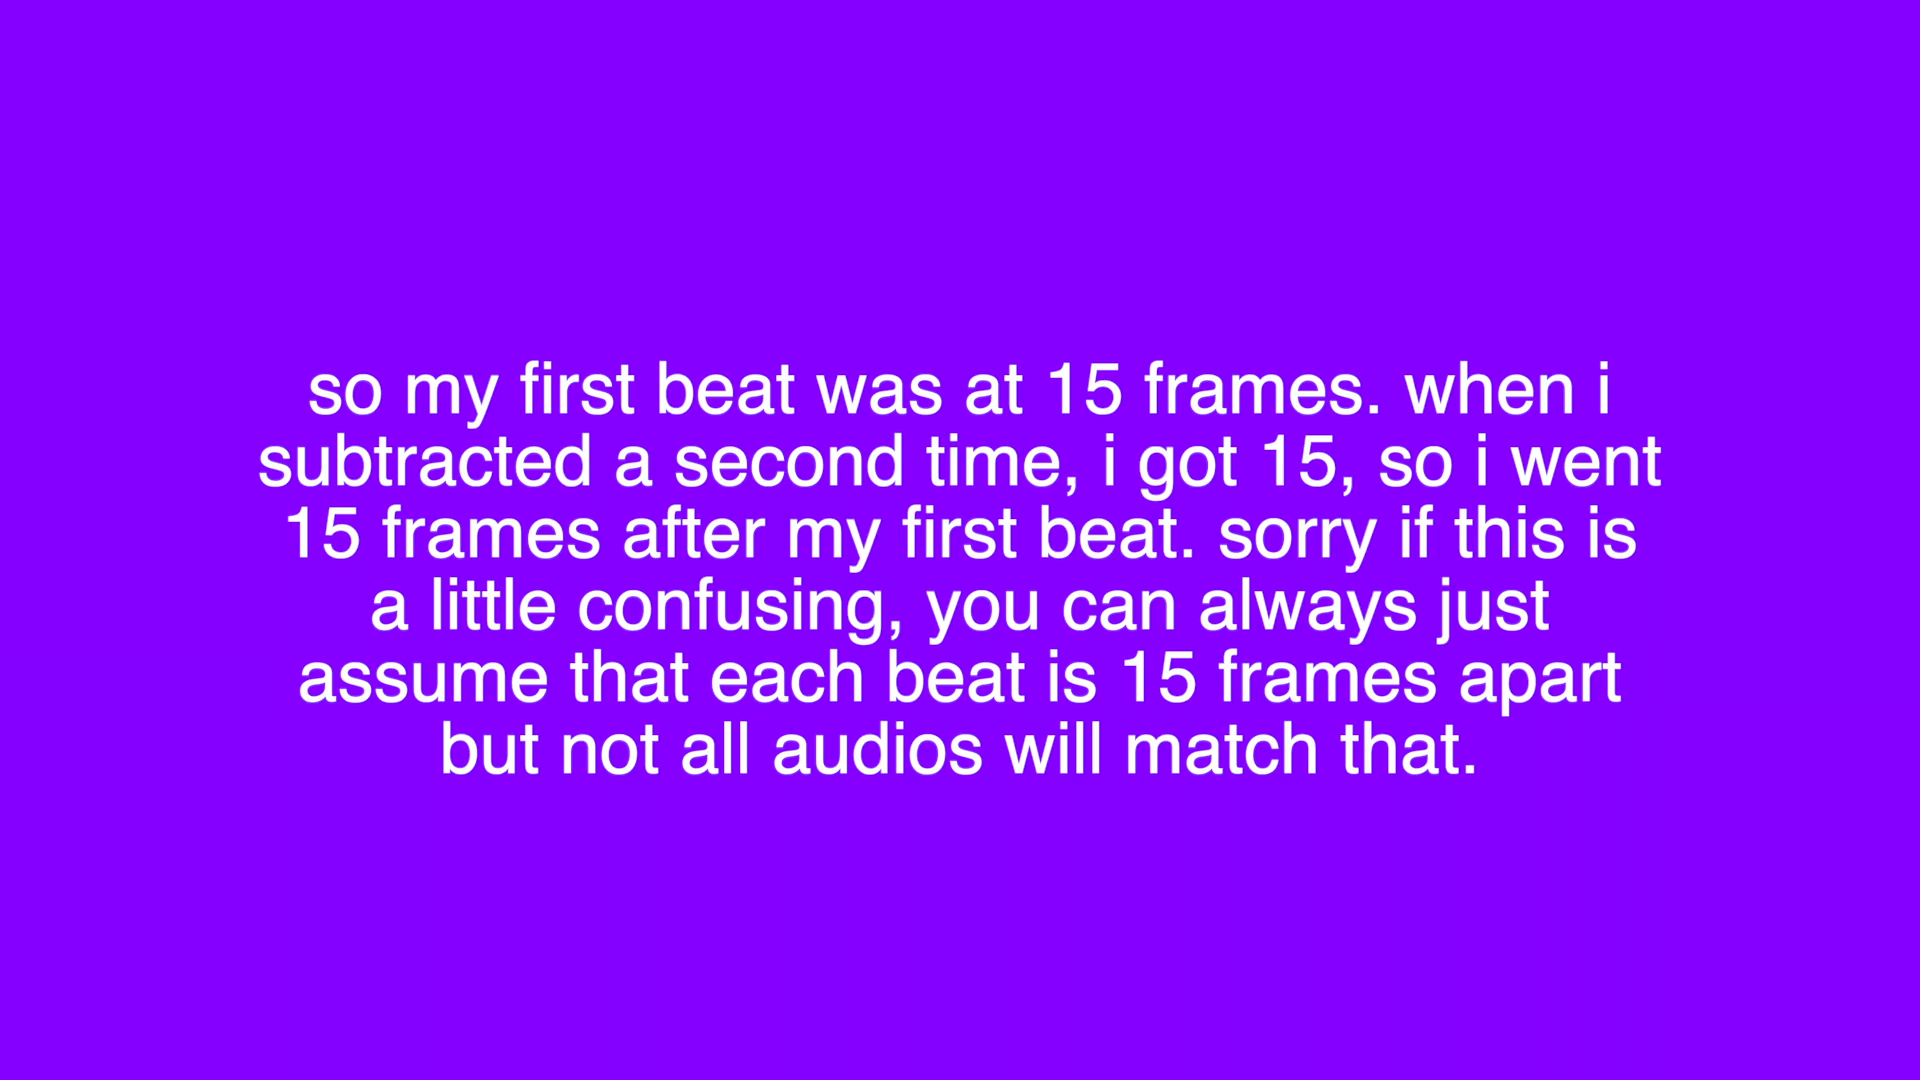 so my first beat was at 15 frames. when i
subtracted a second time, i got 15, so i went
15 frames after my first beat. sorry if this is
a little confusing, you can always just
assume that each beat is 15 frames apart
but not all audios will match that.